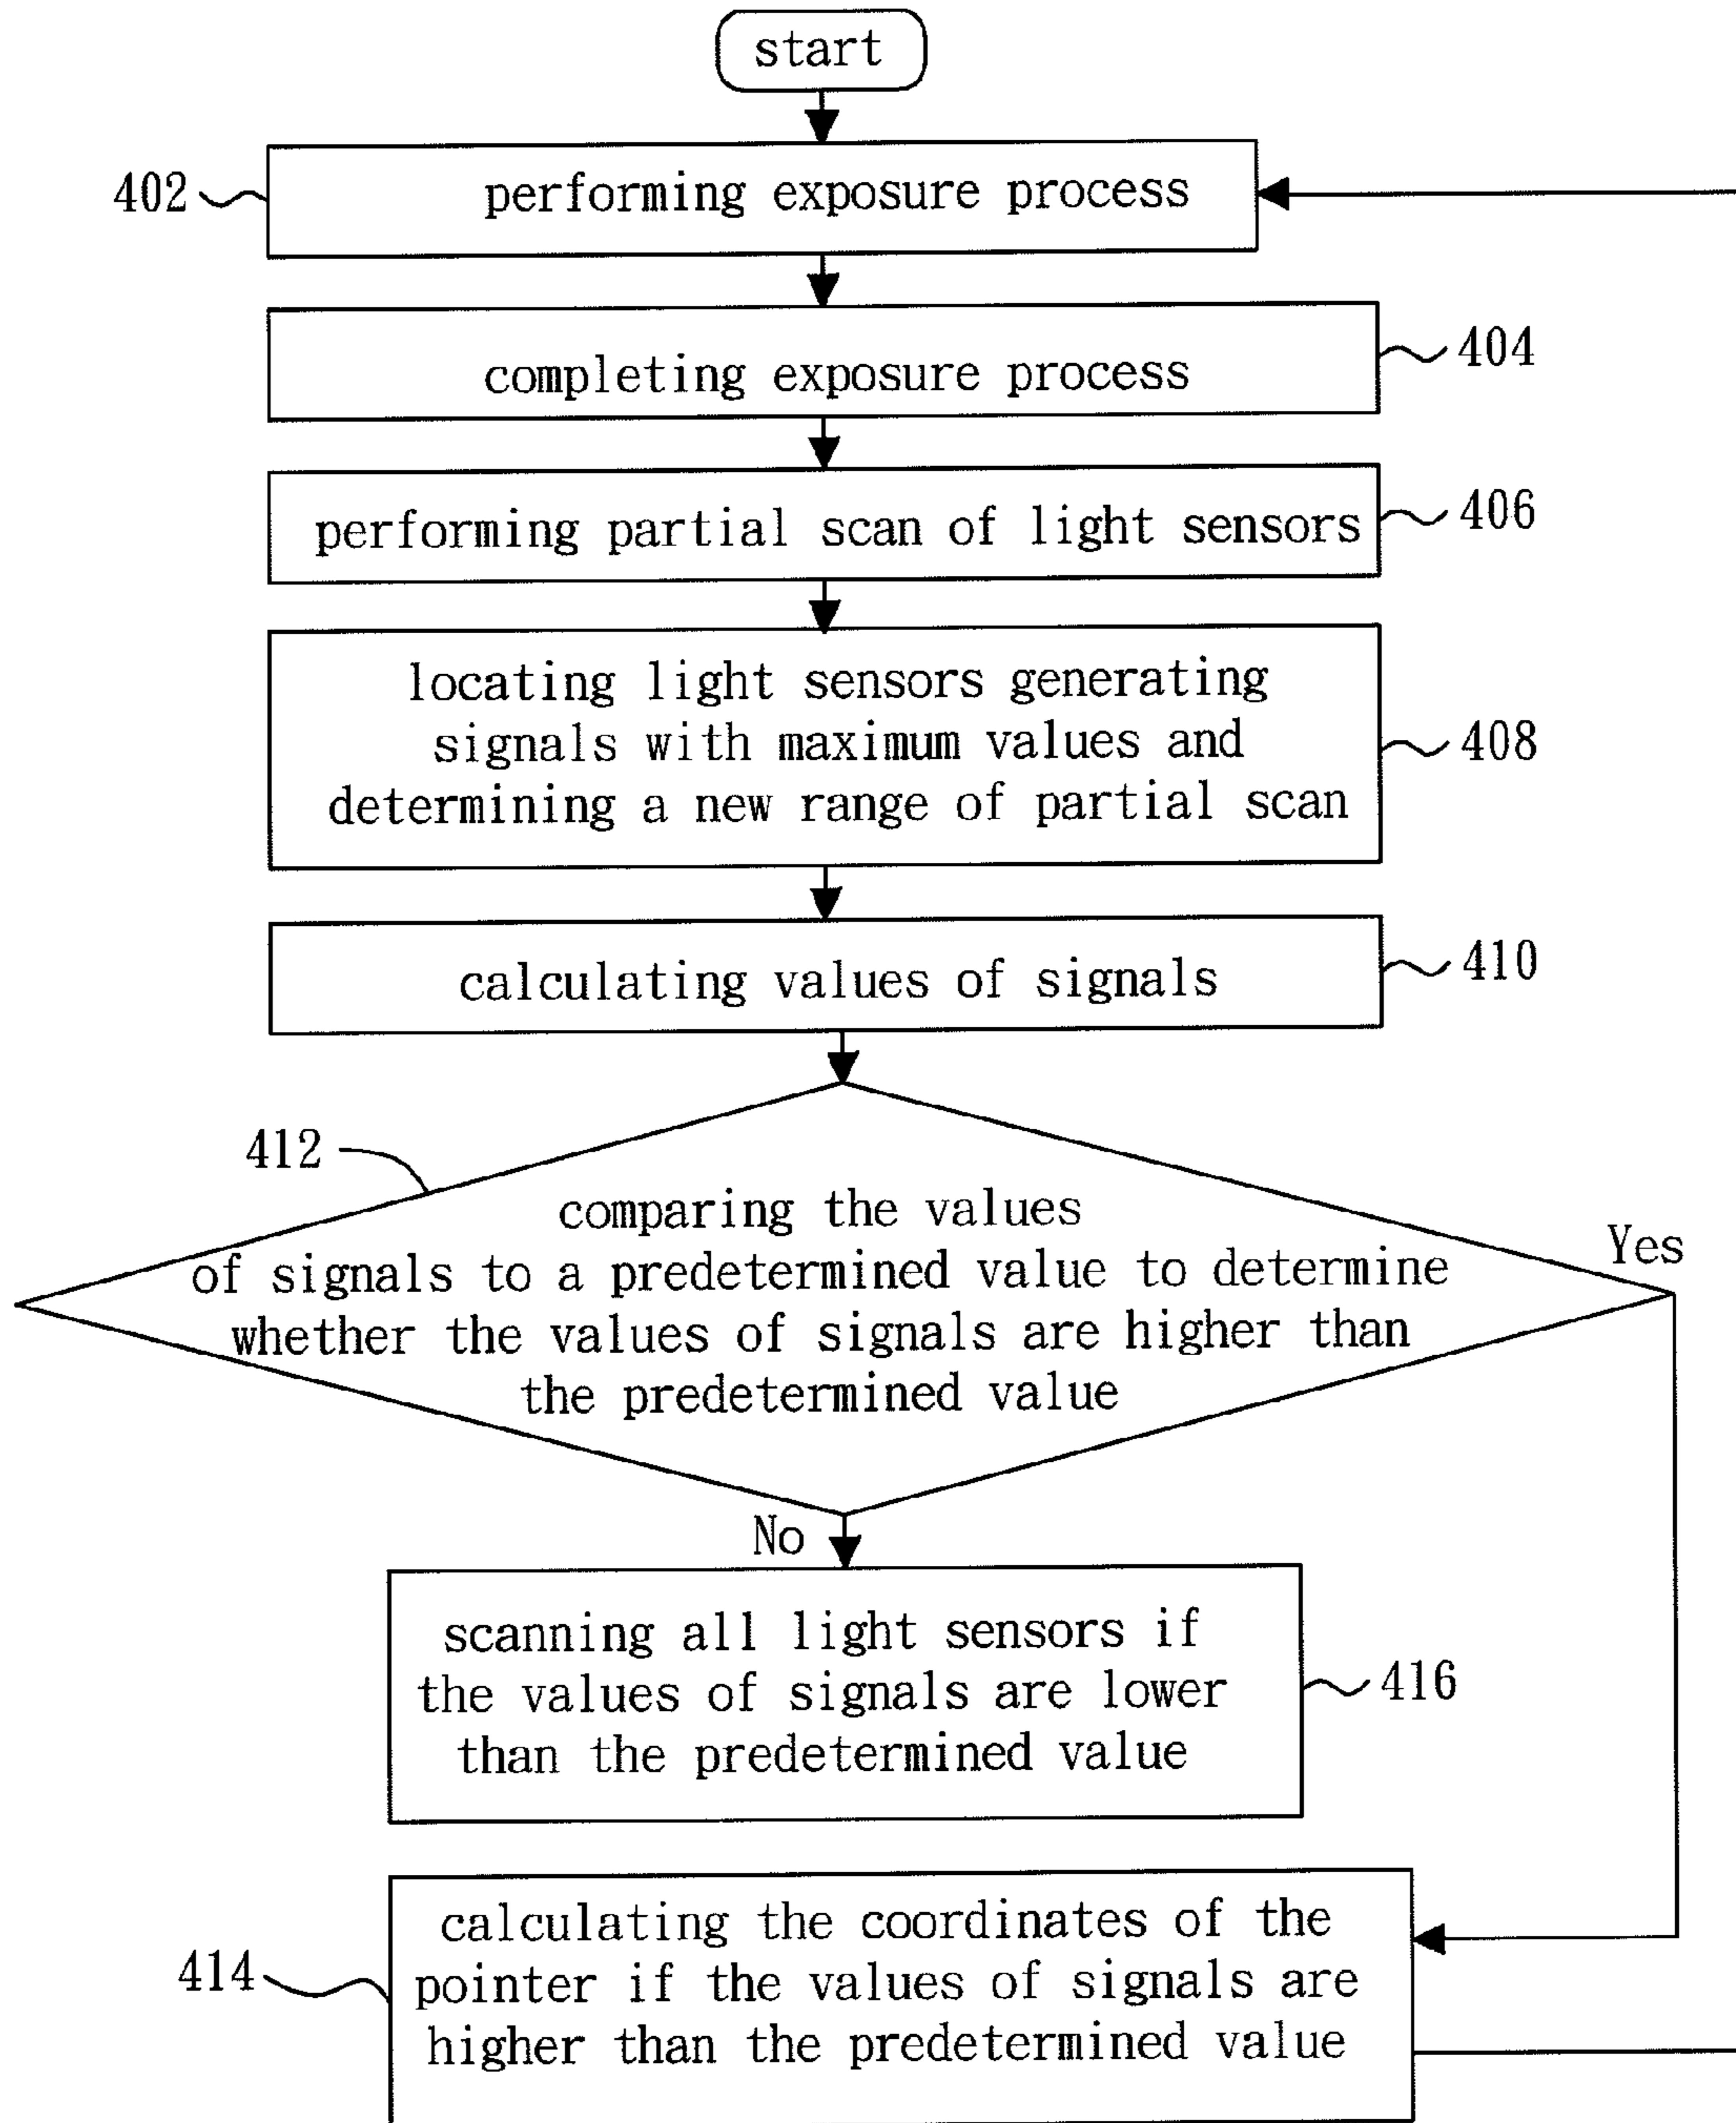 start
402
performing exposure process
completing exposure process
404
performing partial scan of light sensors
406
locating light sensors generating
signals with maximum values and
determining a new range of partial scan
408
calculating values of signals
410
412
comparing the values
of signals to a predetermined value to determine
whether the values of signals are higher than
the predetermined value
Yes
No
scanning all light sensors if
the values of signals are lower
than the predetermined value
416
414
calculating the coordinates of the
pointer if the values of signals are
higher than the predetermined value